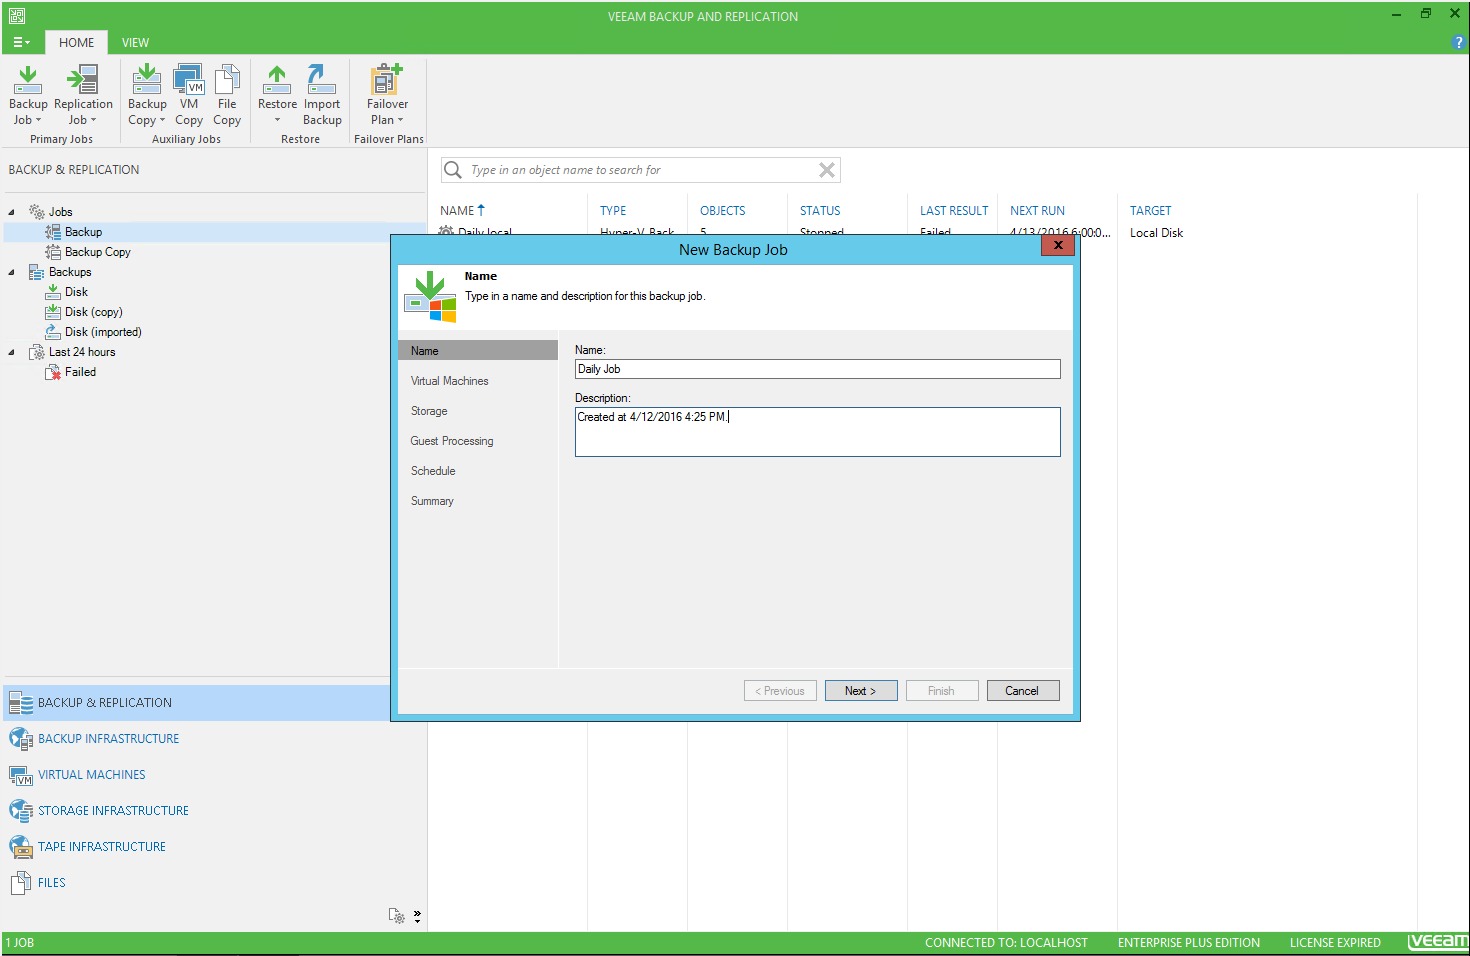 VEEAM BACKUP AND REPLICATION
HOME VIEW
Backup Job
Replication Job
Primary Jobs
Backup Copy
VM
VM Copy
File Copy
Auxiliary Jobs
Restore
Import Backup
Restore
Failover Plan
Failover Plans
BACKUP & REPLICATION
Jobs
Backup
Backup Copy
Backups
Disk
Disk (copy)
Disk (imported)
Last 24 hours
Failed
BACKUP & REPLICATION
BACKUP INFRASTRUCTURE
VM
VIRTUAL MACHINES
STORAGE INFRASTRUCTURE
TAPE INFRASTRUCTURE
FILES
Type in an object name to search for
NAME TYPE OBJECTS STATUS LAST RESULT NEXT RUN TARGET
Daily local Hyper-V Back 5 Stopped Failed 4/13/2016 6:00:0... Local Disk
New Backup Job
x
Name
Type in a name and description for this backup job.
Name
Virtual Machines
Storage
Guest Processing
Schedule
Summary
Name:
Daily Job
Description:
Created at 4/12/2016 4:25 PM.
< Previous Next > Finish Cancel
1 JOB CONNECTED TO: LOCALHOST ENTERPRISE PLUS EDITION LICENSE EXPIRED veeam
?